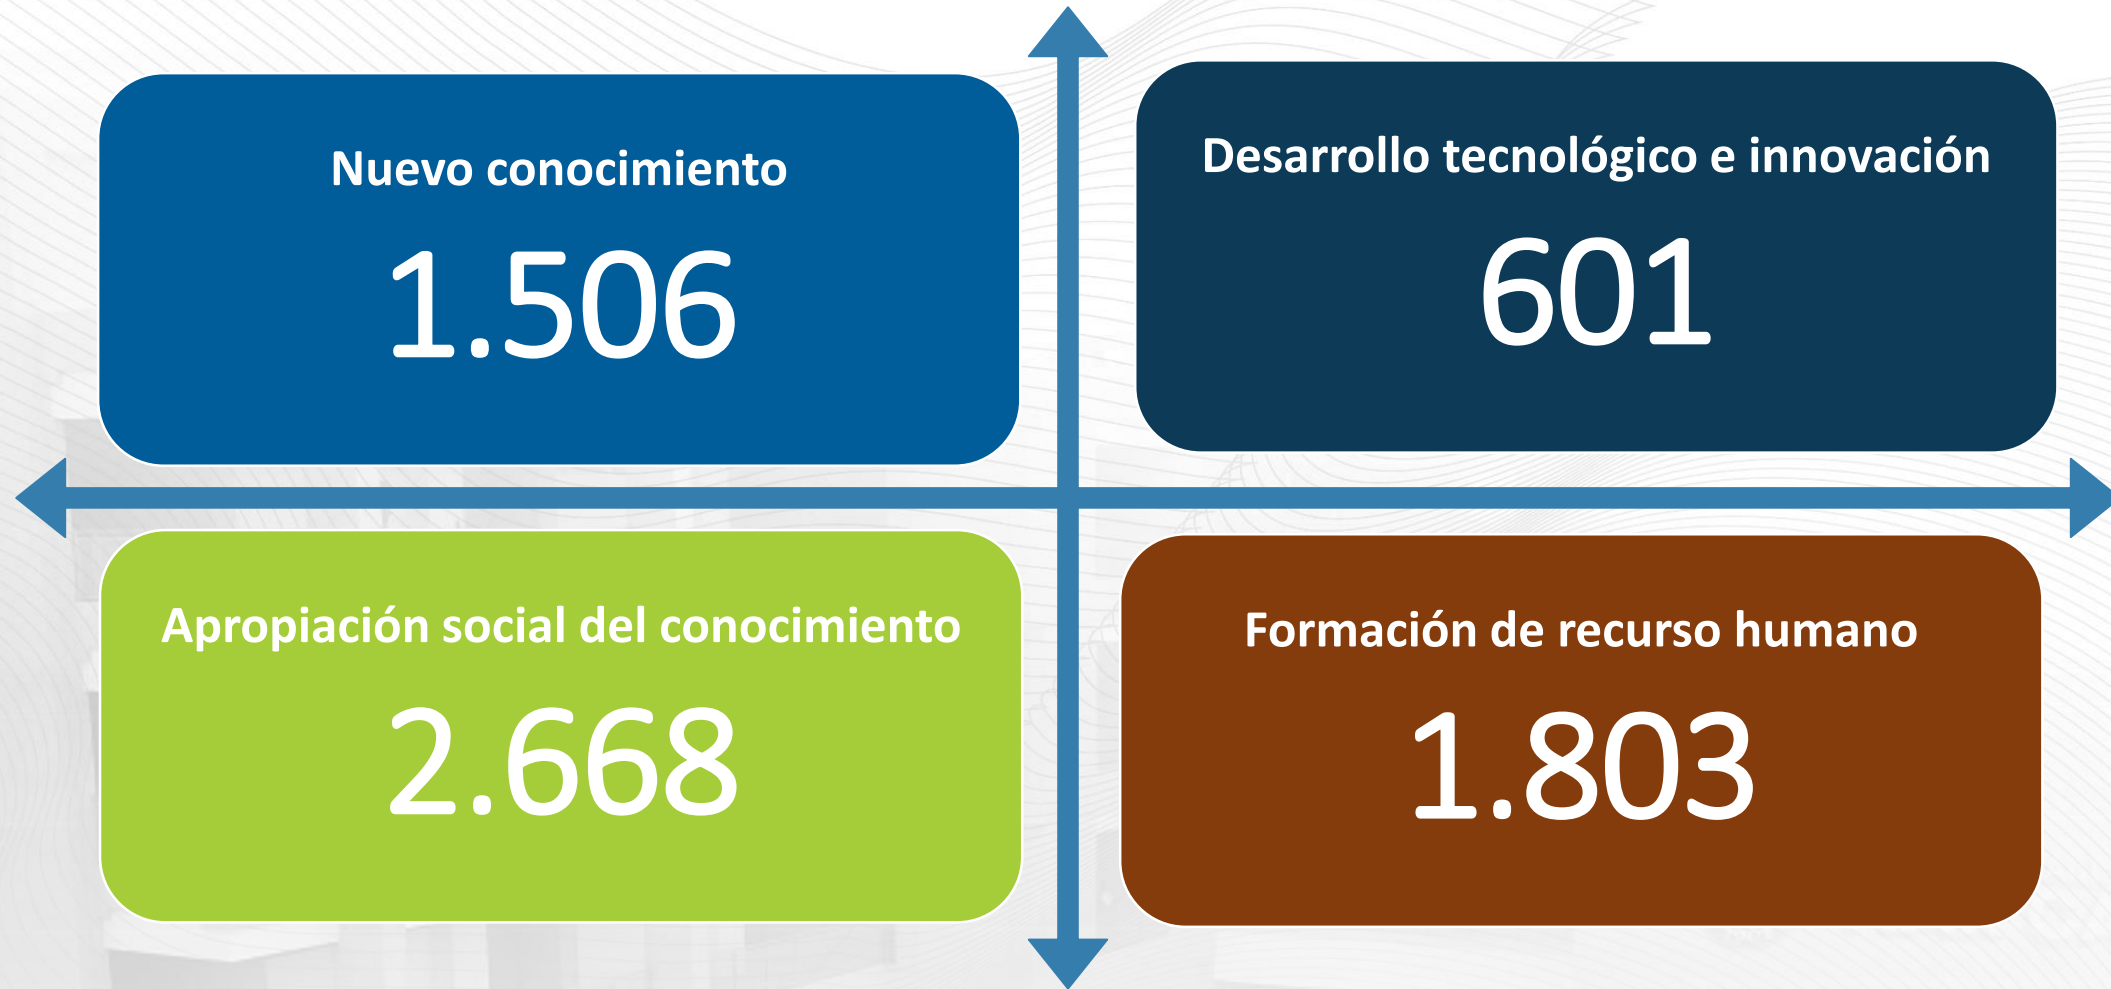 Nuevo conocimiento
1.506
Desarrollo tecnológico e innovación
601
Apropiación social del conocimiento
2.668
Formación de recurso humano
1.803